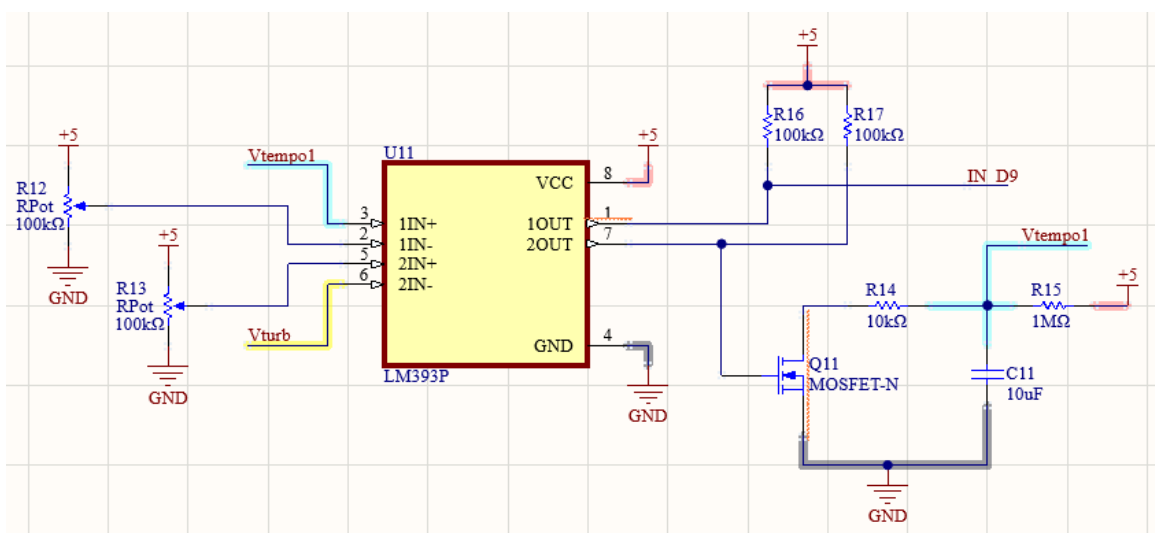 +5
R16
100kΩ
R17
100kΩ
+5
R12
RPot
100kΩ
GND
Vtempo1
+5
R13
RPot
100kΩ
GND
Vturb
U11
3
1IN+
2
1IN-
5
2IN+
6
2IN-
VCC
8
1OUT
1
2OUT
7
GND
4
LM393P
+5
GND
IN_D9
Vtempo1
+5
R14
10kΩ
R15
1MΩ
Q11
MOSFET-N
C11
10uF
GND